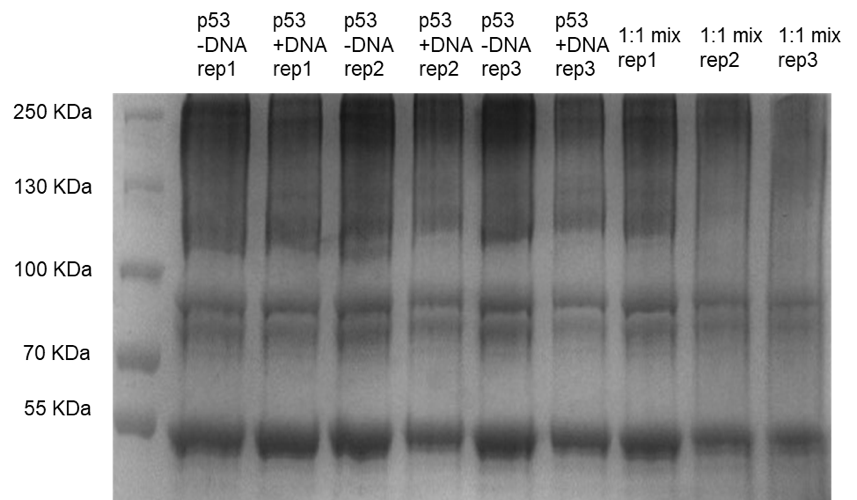 p53
-DNA
rep1
p53
+DNA
rep1
p53
-DNA
rep2
p53
+DNA
rep2
p53
-DNA
rep3
p53
+DNA
rep3
1:1 mix
rep1
1:1 mix
rep2
1:1 mix
rep3
250 KDa
130 KDa
100 KDa
70 KDa
55 KDa